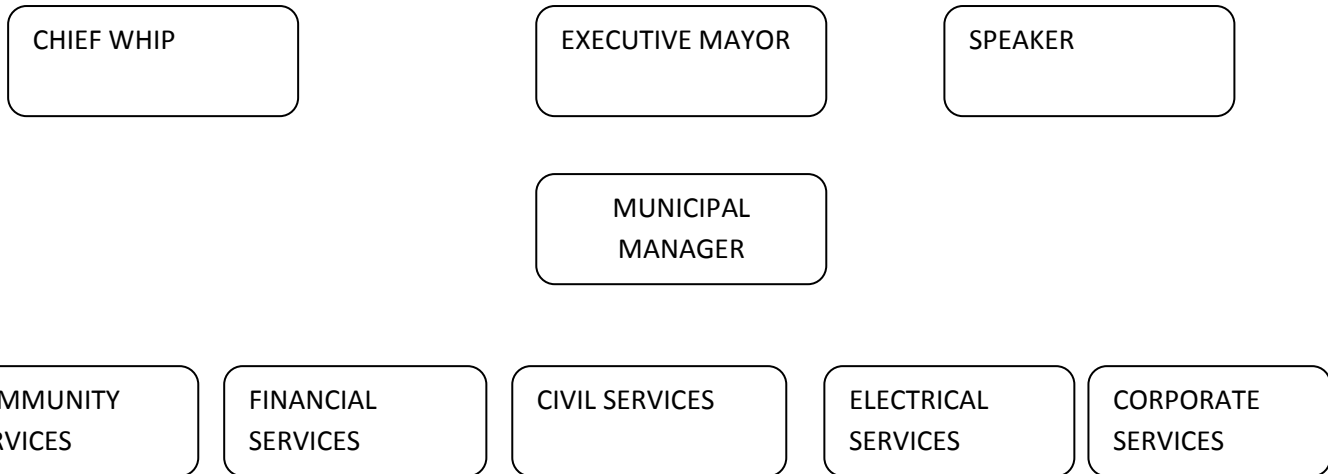 CHIEF WHIP
EXECUTIVE MAYOR
SPEAKER
MUNICIPAL
MANAGER
MMUNITY
RVICES
FINANCIAL
SERVICES
CIVIL SERVICES
ELECTRICAL
SERVICES
CORPORATE
SERVICES